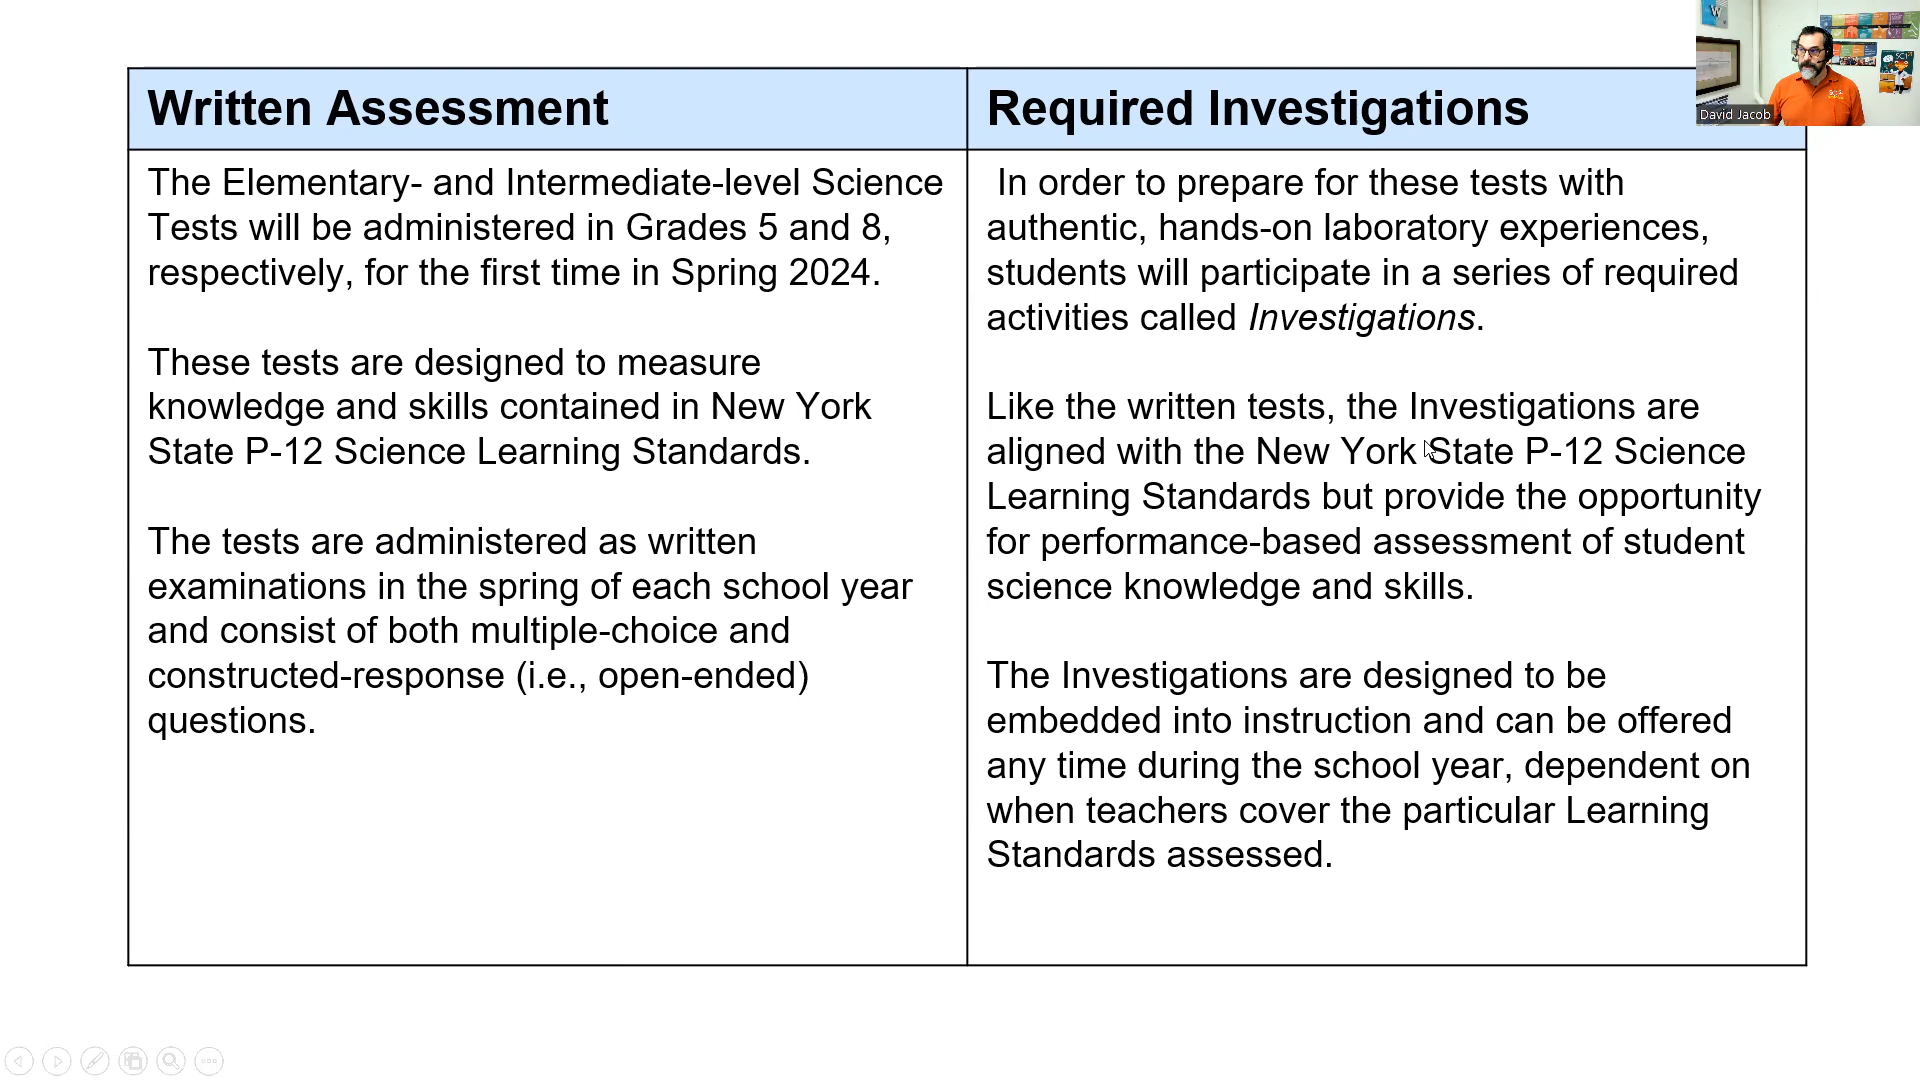 Written Assessment
Required Investigations
The Elementary- and Intermediate-level Science
Tests will be administered in Grades 5 and 8,
respectively, for the first time in Spring 2024.
These tests are designed to measure
knowledge and skills contained in New York
State P-12 Science Learning Standards.
The tests are administered as written
examinations in the spring of each school year
and consist of both multiple-choice and
constructed-response (i.e., open-ended)
questions.
In order to prepare for these tests with
authentic, hands-on laboratory experiences,
students will participate in a series of required
activities called Investigations.
Like the written tests, the Investigations are
aligned with the New York State P-12 Science
Learning Standards but provide the opportunity
for performance-based assessment of student
science knowledge and skills.
The Investigations are designed to be
embedded into instruction and can be offered
any time during the school year, dependent on
when teachers cover the particular Learning
Standards assessed.
David Jacob
W